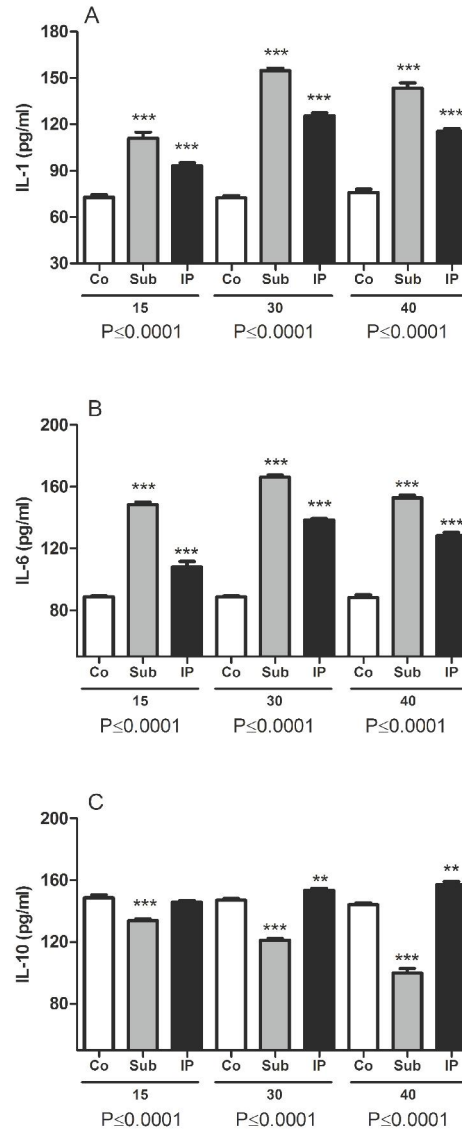 A
IL-1 (pg/ml)
180
150
120
90
60
30
*** *** *** *** *** ***
Co Sub IP Co Sub IP Co Sub IP
15 30 40
P≤0.0001 P≤0.0001 P≤0.0001
B
IL-6 (pg/ml)
200
160
120
80
*** *** *** *** *** ***
Co Sub IP Co Sub IP Co Sub IP
15 30 40
P≤0.0001 P≤0.0001 P≤0.0001
C
IL-10 (pg/ml)
200
160
120
80
*** *** ** *** **
Co Sub IP Co Sub IP Co Sub IP
15 30 40
P≤0.0001 P≤0.0001 P≤0.0001